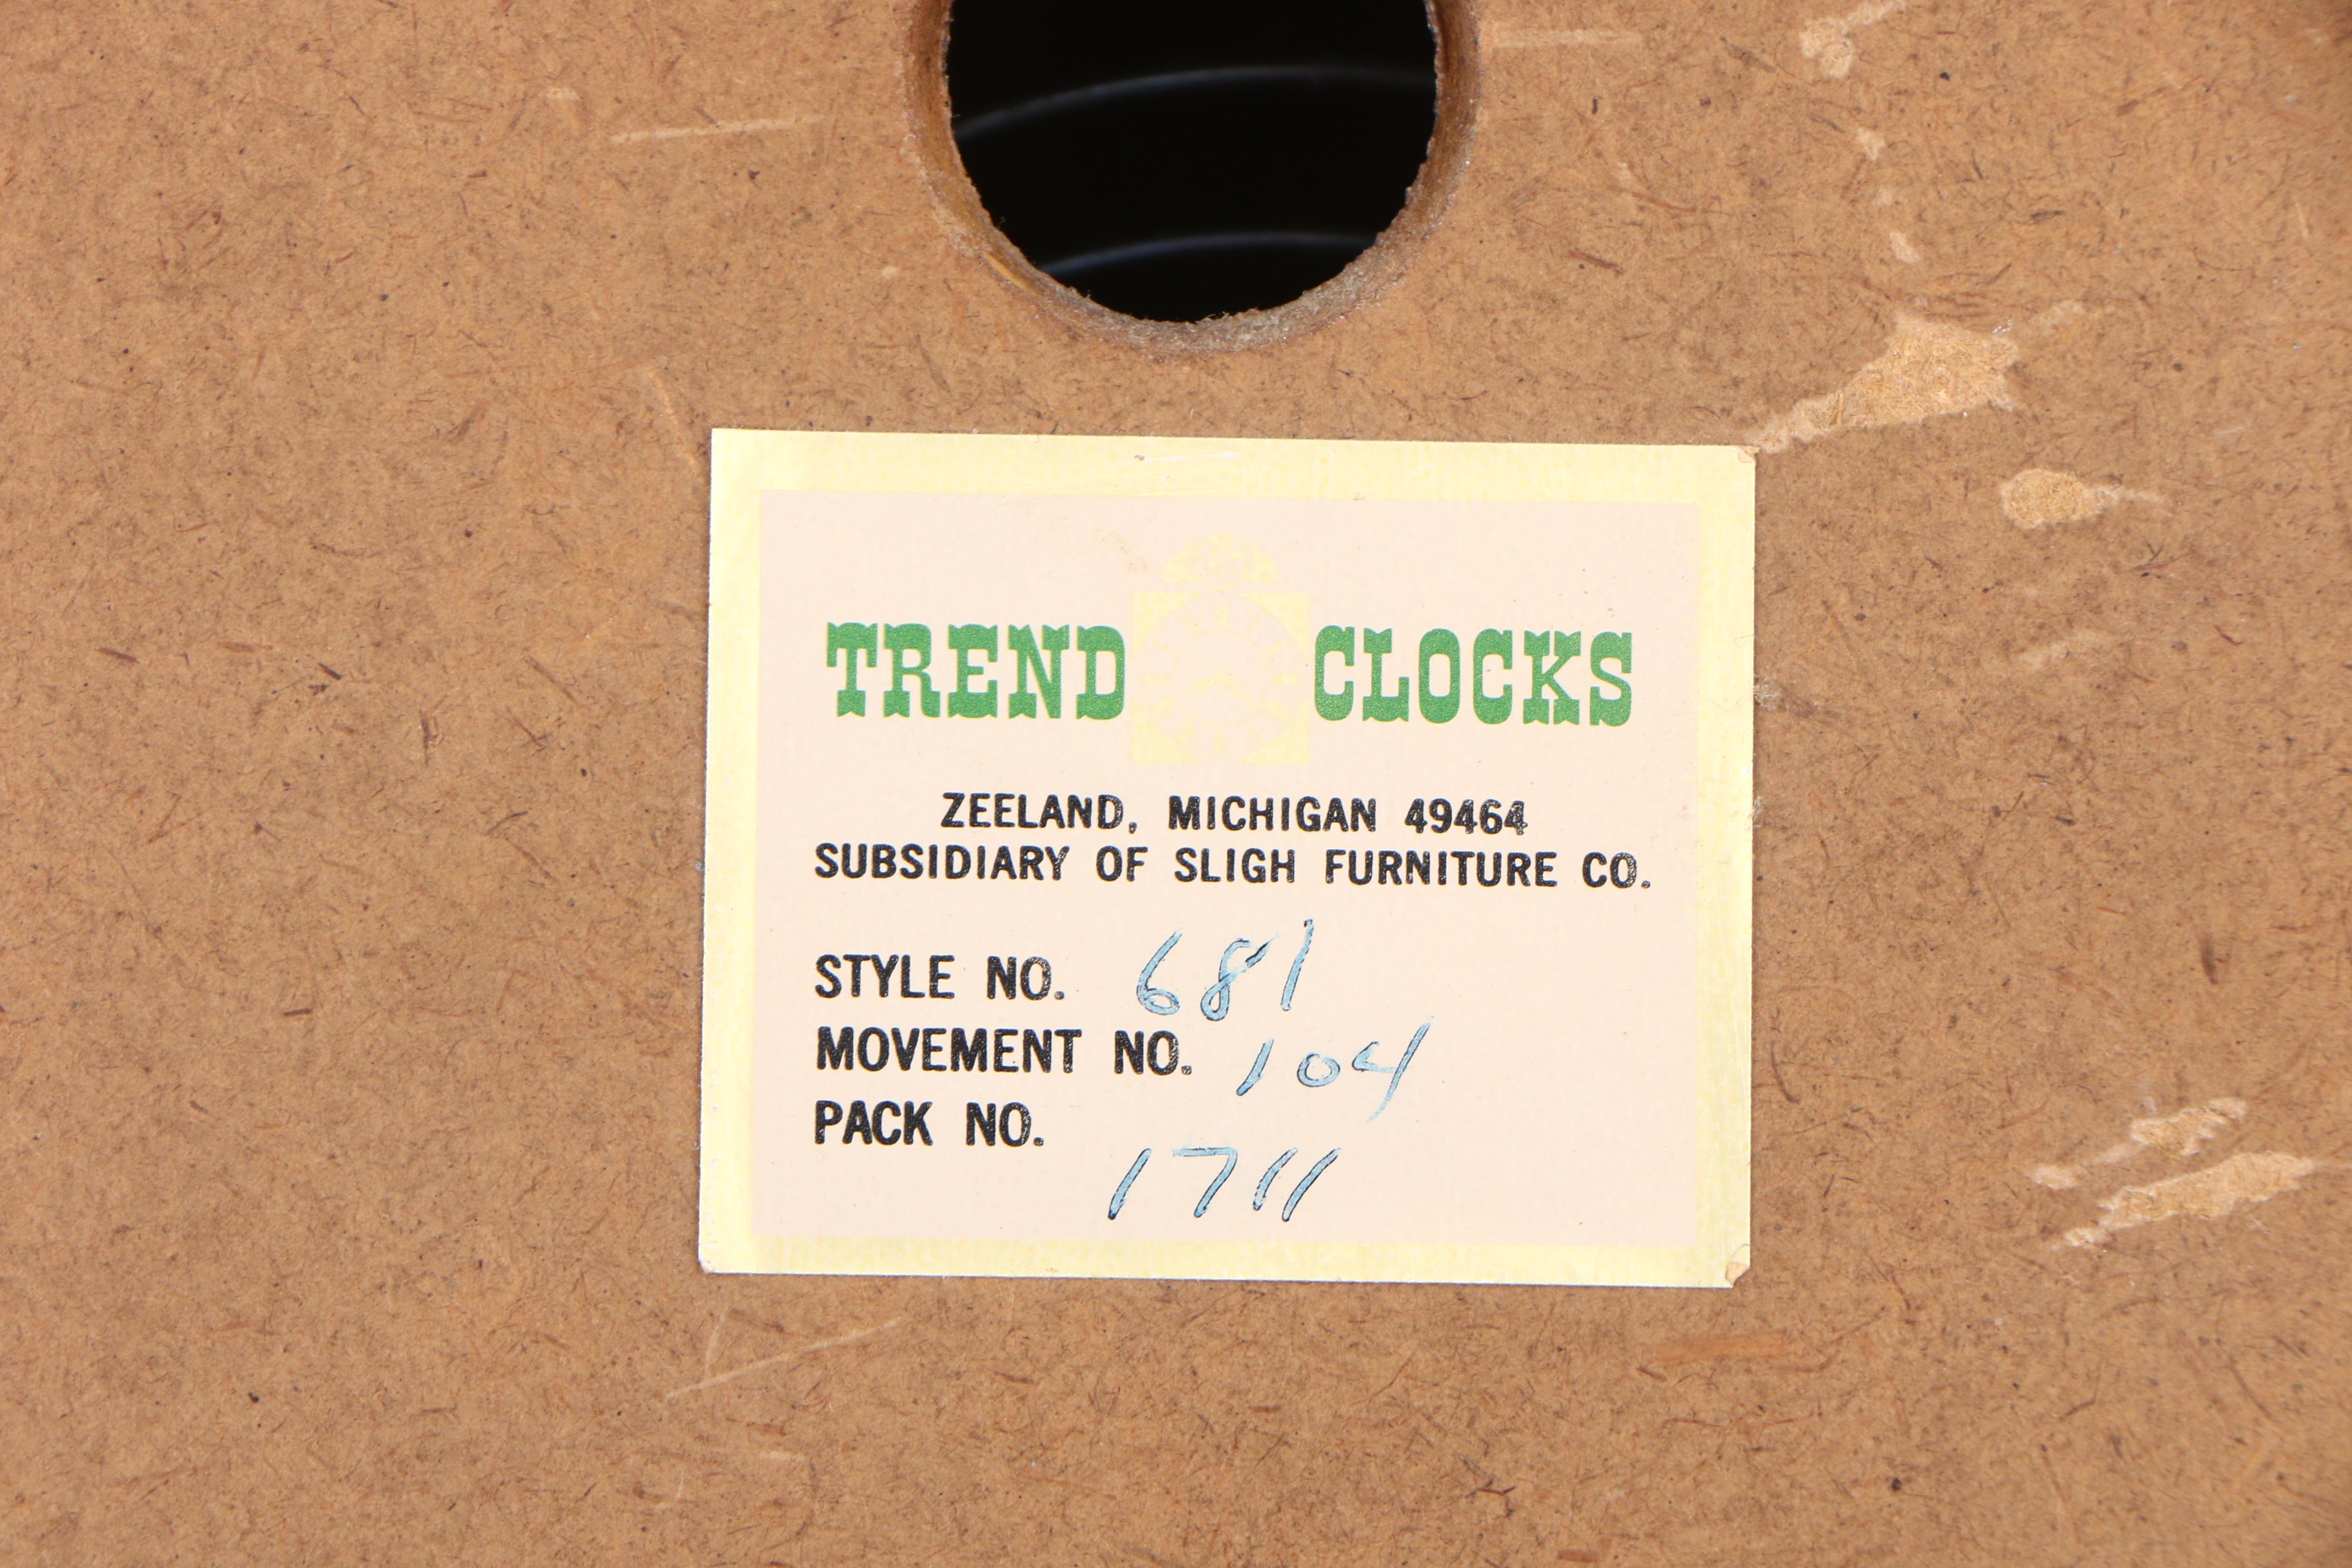 TREND CLOCKS
ZEELAND, MICHIGAN 49464
SUBSIDIARY OF SLIGH FURNITURE CO.
STYLE NO. 681
MOVEMENT NO. 104
PACK NO.
1711